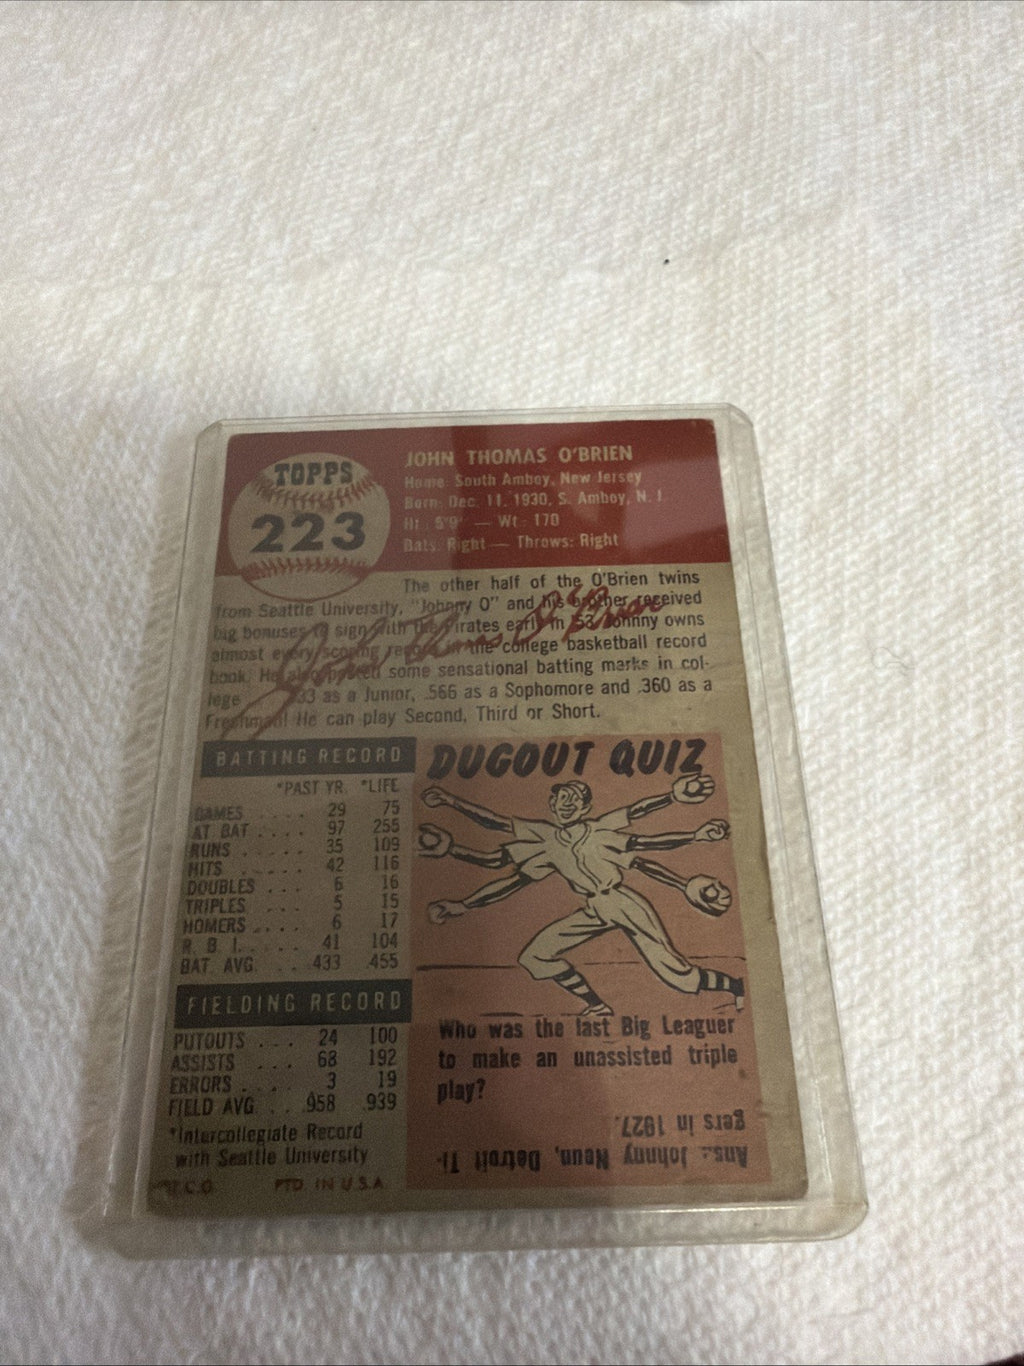 TOPPS
223
JOHN THOMAS O'BRIEN
Home: South Amboy, New Jersey
Born: Dec. 11, 1930, S. Amboy, N. J.
Ht: 5'9" — Wt: 170
Bats: Right — Throws: Right
The other half of the O'Brien twins
from Seattle University, "Johnny O" and his brother received
big bonuses to sign with the Pirates early in '53. Johnny owns
almost every scoring record in the college basketball record
book. He also posted some sensational batting marks in col-
lege .433 as a Junior, .566 as a Sophomore and .360 as a
Freshman! He can play Second, Third or Short.
John Thomas O'Brien
BATTING RECORD
*PAST YR. *LIFE
GAMES .... 29 75
AT BAT .... 97 255
RUNS ..... 35 109
HITS ..... 42 116
DOUBLES ... 6 16
TRIPLES .... 5 15
HOMERS .... 6 17
R. B. I. .... 41 104
BAT. AVG. .. .433 .455
FIELDING RECORD
PUTOUTS ... 24 100
ASSISTS ... 68 192
ERRORS .... 3 19
FIELD AVG. .. .958 .939
*Intercollegiate Record
with Seattle University
T.C.G. PTD. IN U.S.A.
DUGOUT QUIZ
Who was the last Big Leaguer
to make an unassisted triple
play?
Ans.: Johnny Neun, Detroit Ti-
gers in 1927.